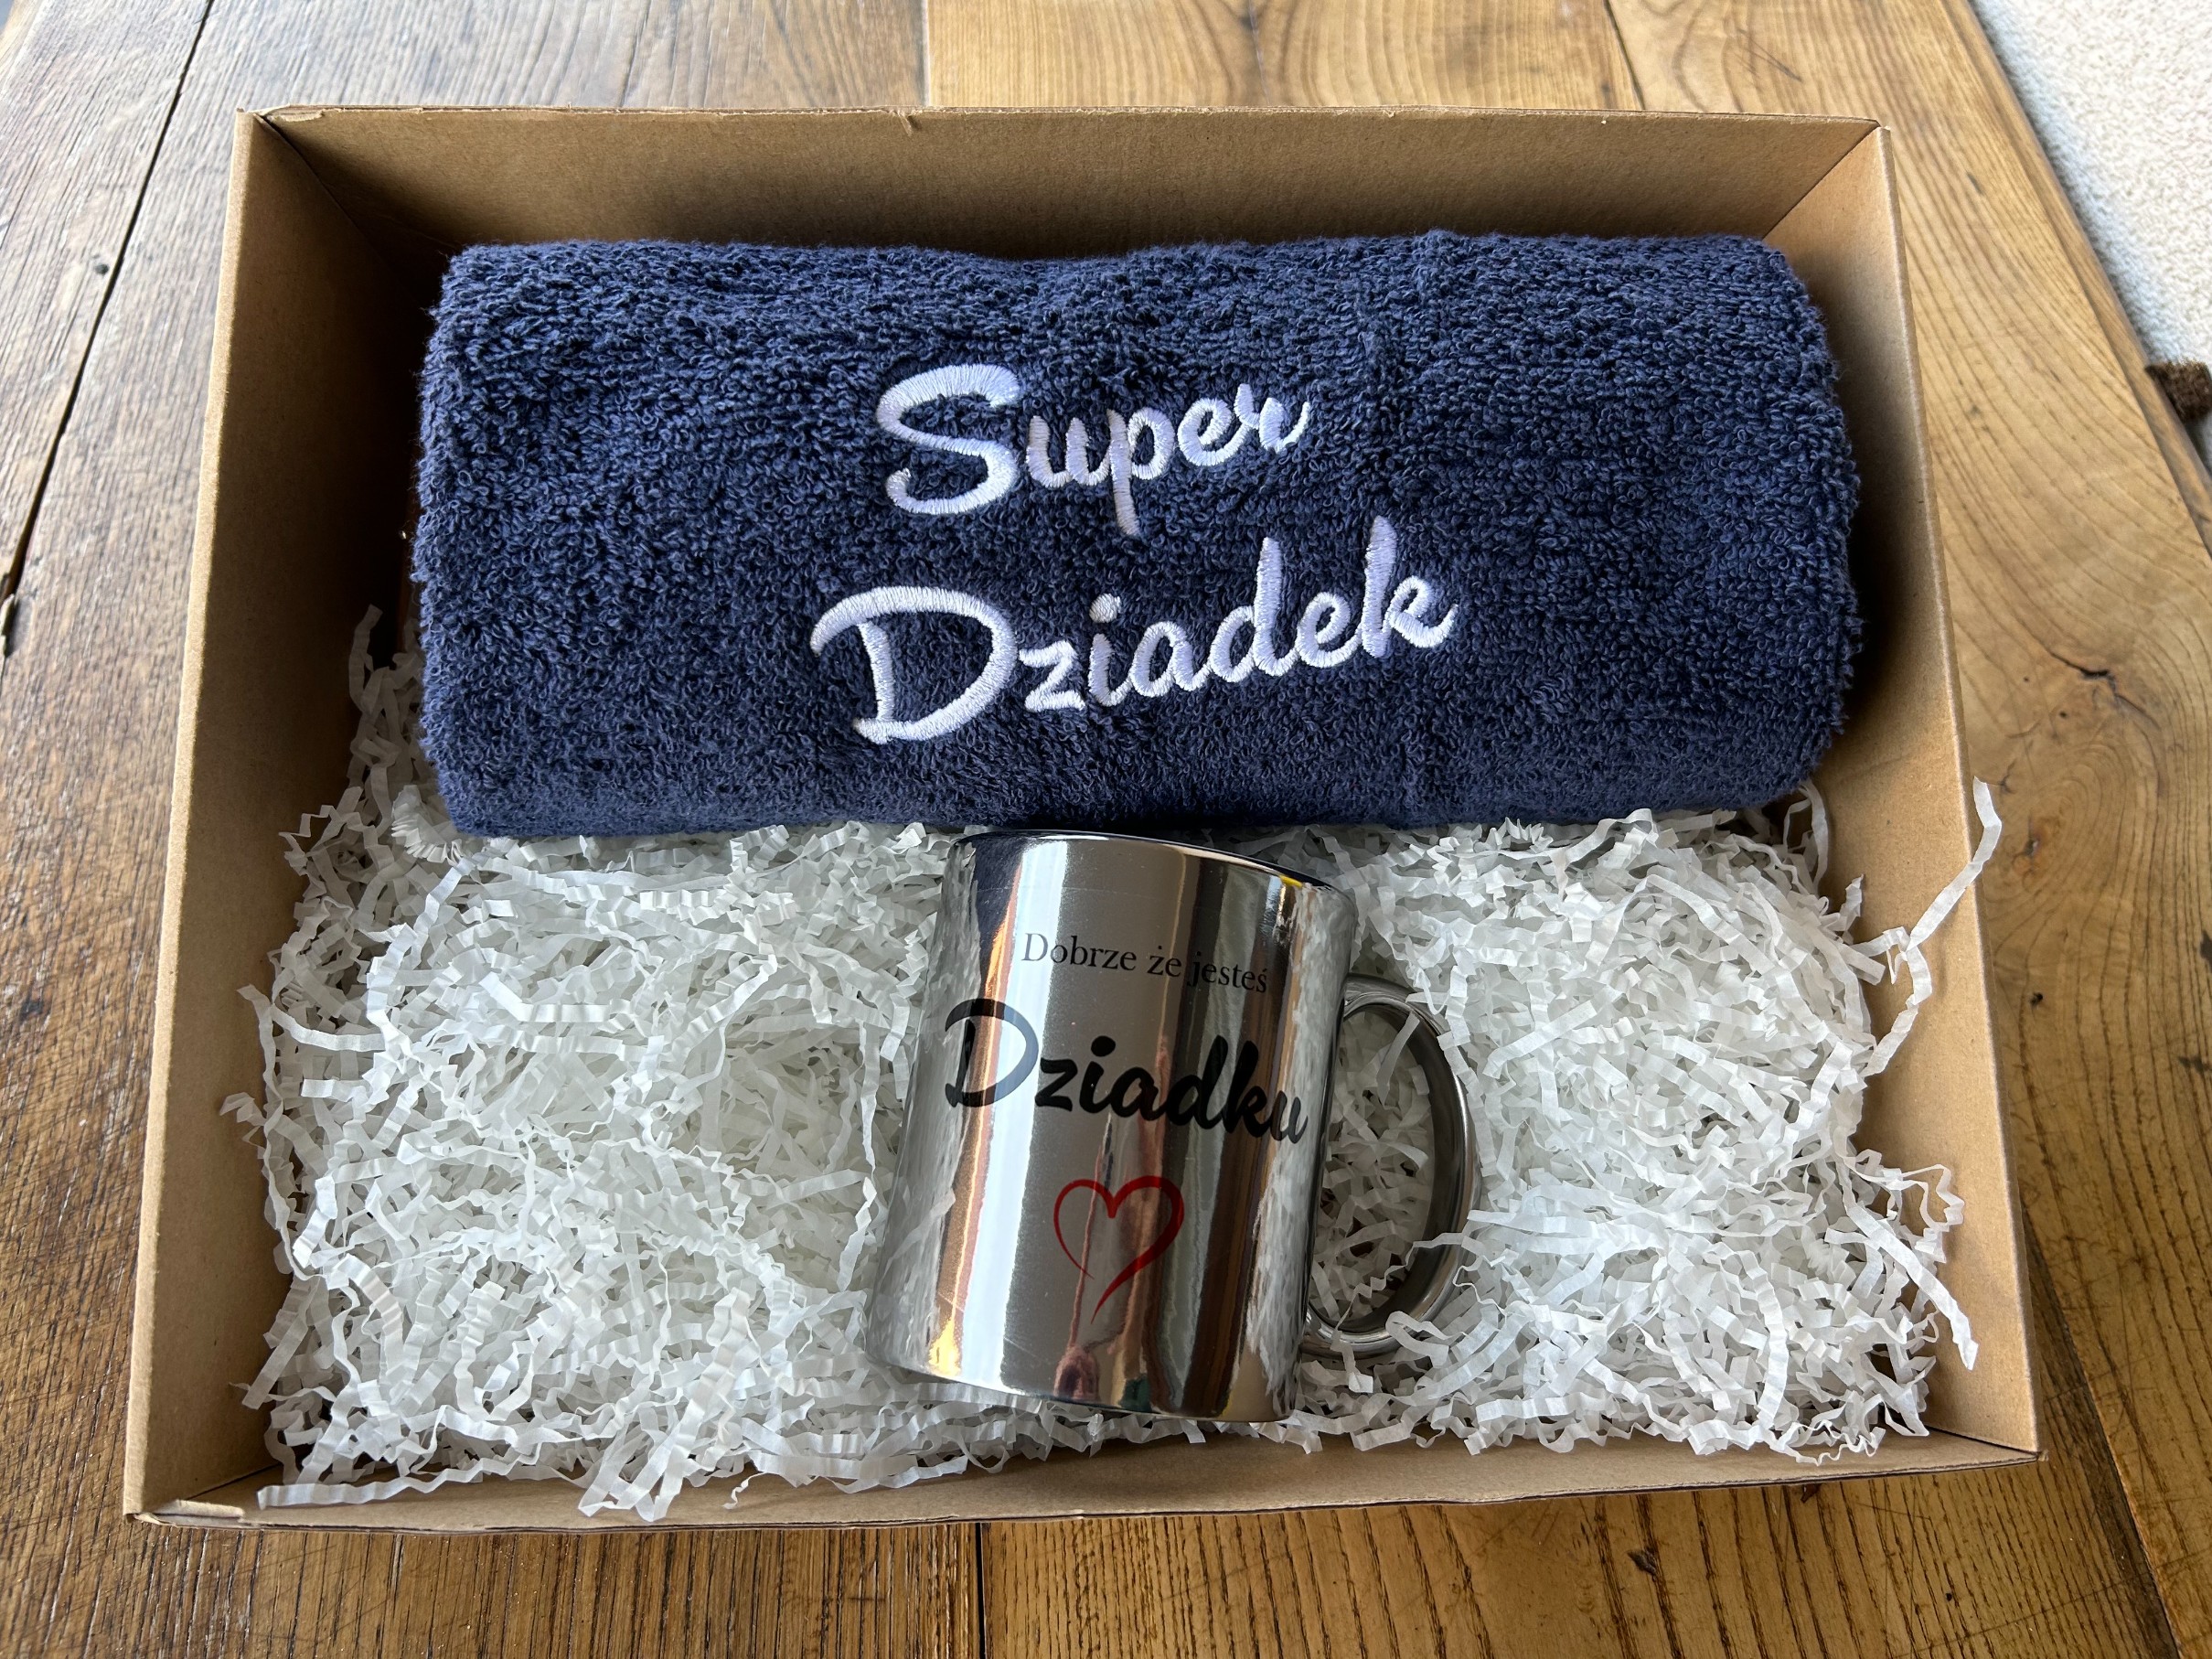 Super
Dziadek
Dobrze że jesteś
Dziadku